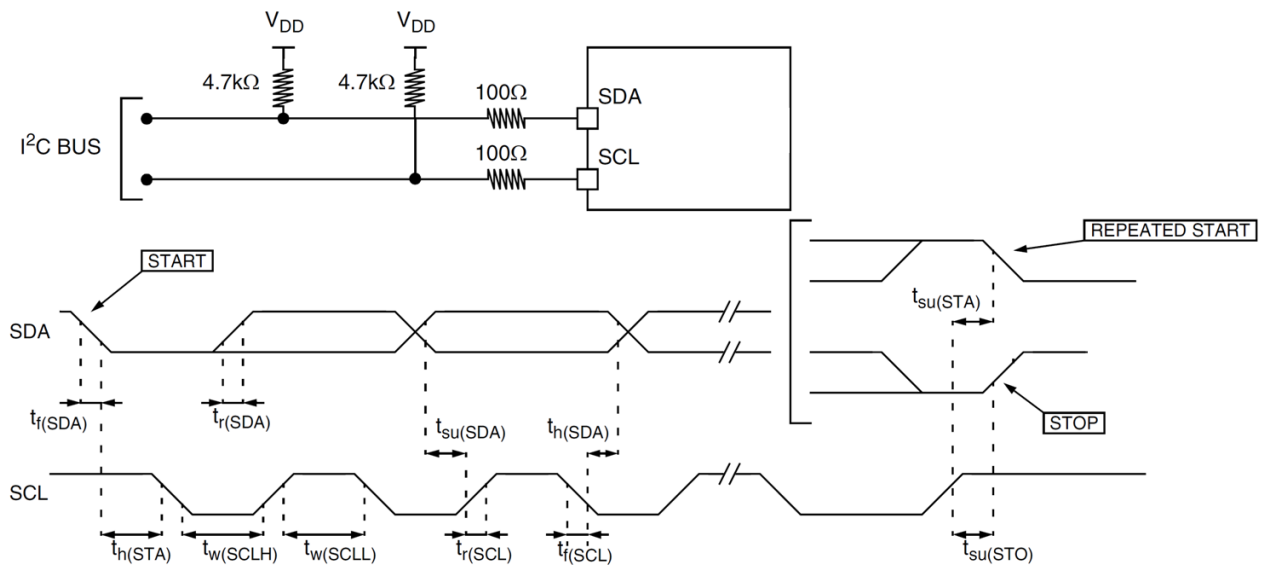 VDD VDD
4.7kΩ 4.7kΩ
100Ω
SDA
I²C BUS
100Ω
SCL
REPEATED START
START
tsu(STA)
SDA
tf(SDA)
tr(SDA)
tsu(SDA)
th(SDA)
STOP
SCL
th(STA)
tw(SCLH)
tw(SCLL)
tr(SCL)
tf(SCL)
tsu(STO)